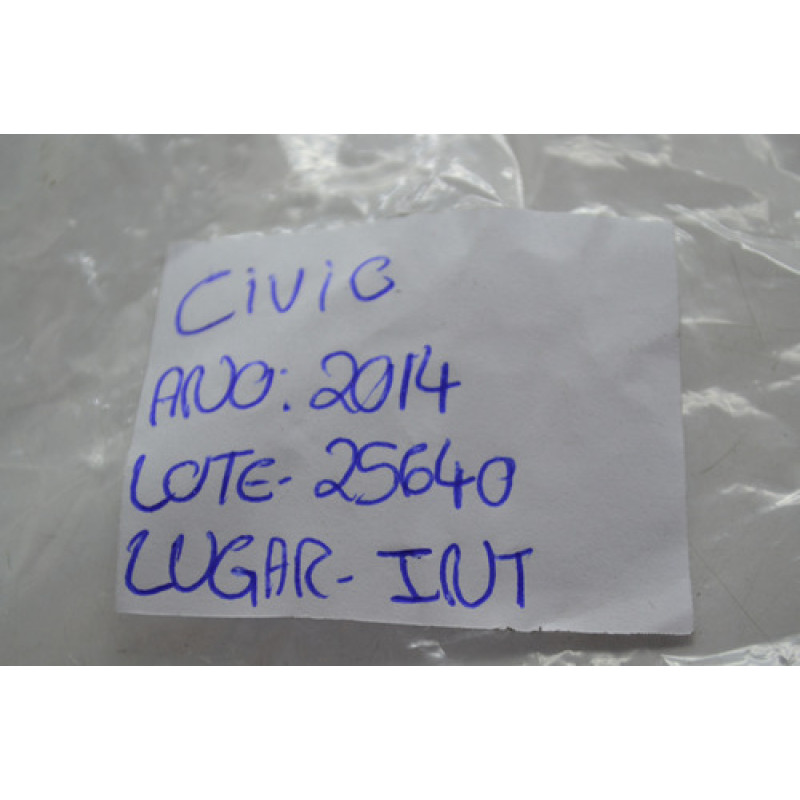 CiViC
ANO: 2014
LOTE- 25640
LUGAR- INT